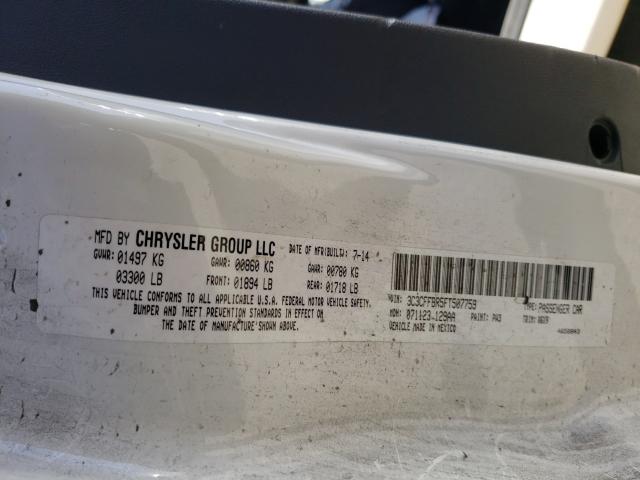 MFD BY CHRYSLER GROUP LLC DATE OF MFR(BUILT): 7-14
GVWR: 01497 KG GAWR: 00860 KG GAWR: 00780 KG
03300 LB FRONT: 01894 LB REAR: 01718 LB
THIS VEHICLE CONFORMS TO ALL APPLICABLE U.S.A. FEDERAL MOTOR VEHICLE SAFETY,
BUMPER AND THEFT PREVENTION STANDARDS IN EFFECT ON
THE DATE OF MANUFACTURE SHOWN ABOVE.
VIN: 3C3CFFBR5FT507759 TYPE: PASSENGER CAR
MDH: 071123 129AA PAINT: PW3 TRIM:
VEHICLE MADE IN MEXICO